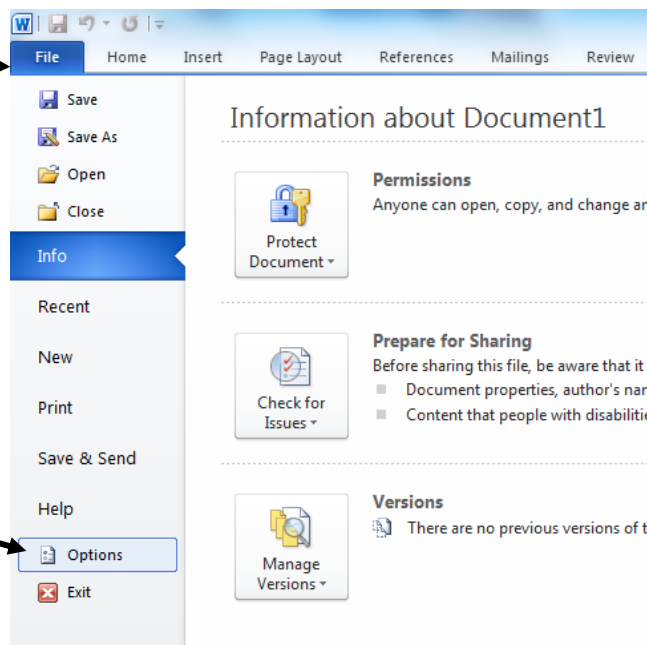 W
File Home Insert Page Layout References Mailings Review
Save
Save As
Open
Close
Info
Recent
New
Print
Save & Send
Help
Options
Exit
Information about Document1
Protect
Document
Permissions
Anyone can open, copy, and change
Check for
Issues
Prepare for Sharing
Before sharing this file, be aware that it
Document properties, author's
Content that people with
Manage
Versions
Versions
There are no previous versions of